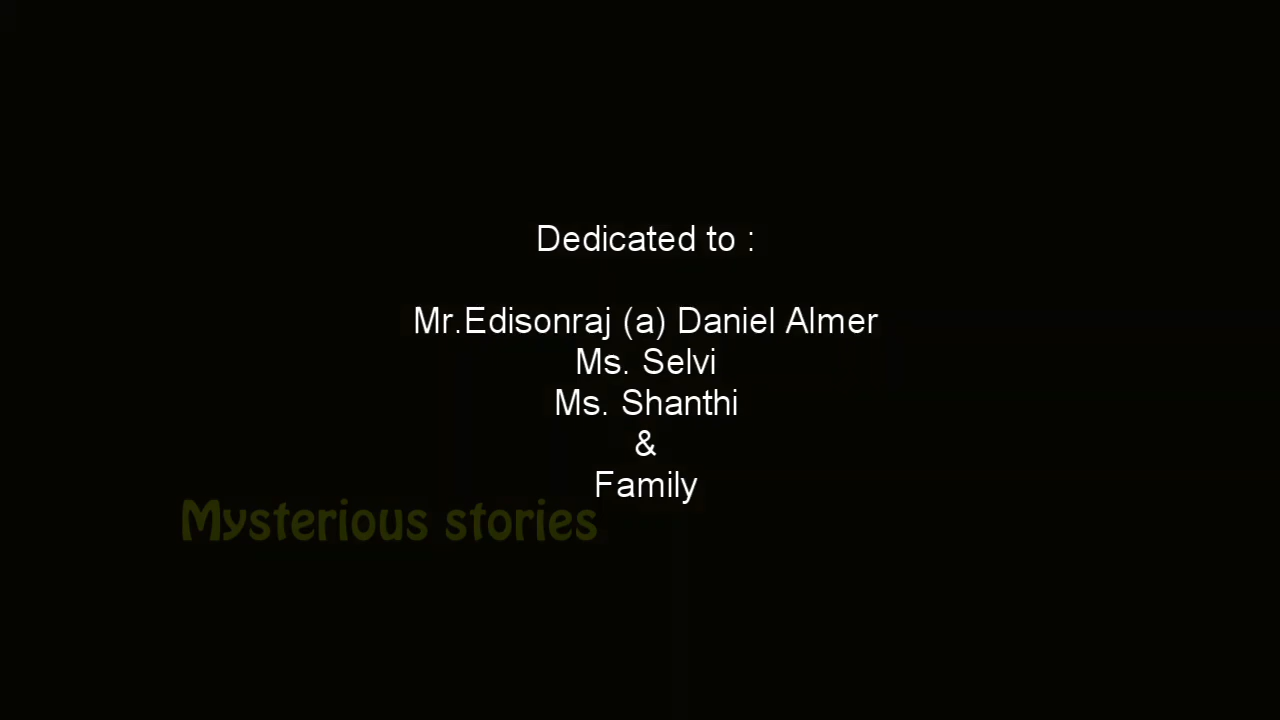 Dedicated to :
Mr.Edisonraj (a) Daniel Almer
Ms. Selvi
Ms. Shanthi
&
Family
Mysterious stories